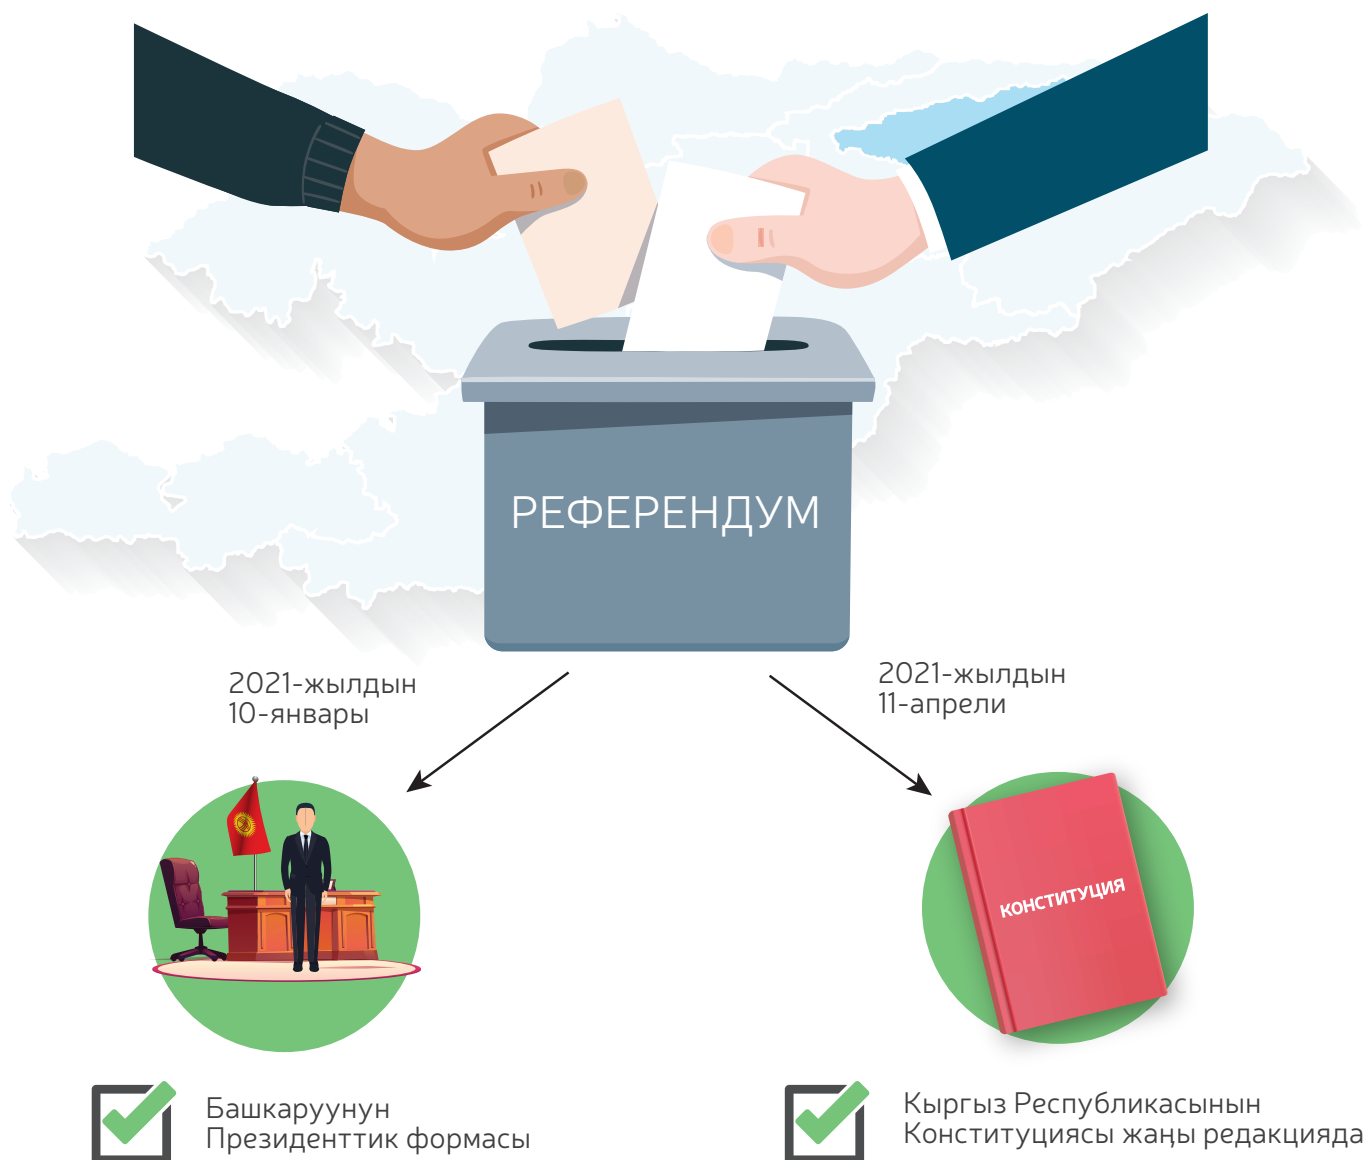 РЕФЕРЕНДУМ
2021-жылдын
10-январы
2021-жылдын
11-апрели
КОНСТИТУЦИЯ
Башкаруунун
Президенттик формасы
Кыргыз Республикасынын
Конституциясы жаңы редакцияда